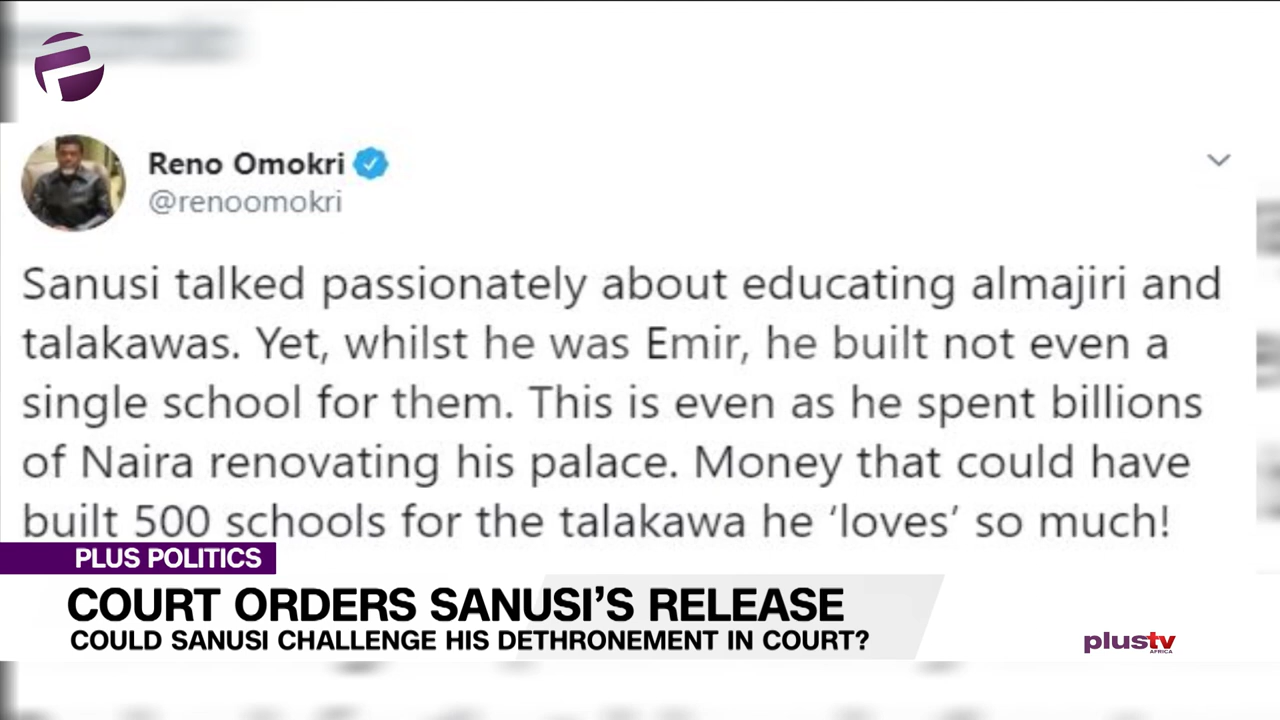 Reno Omokri
@renoomokri
Sanusi talked passionately about educating almajiri and
talakawas. Yet, whilst he was Emir, he built not even a
single school for them. This is even as he spent billions
of Naira renovating his palace. Money that could have
built 500 schools for the talakawa he ‘loves’ so much!
PLUS POLITICS
COURT ORDERS SANUSI’S RELEASE
COULD SANUSI CHALLENGE HIS DETHRONEMENT IN COURT?
plustv
AFRICA